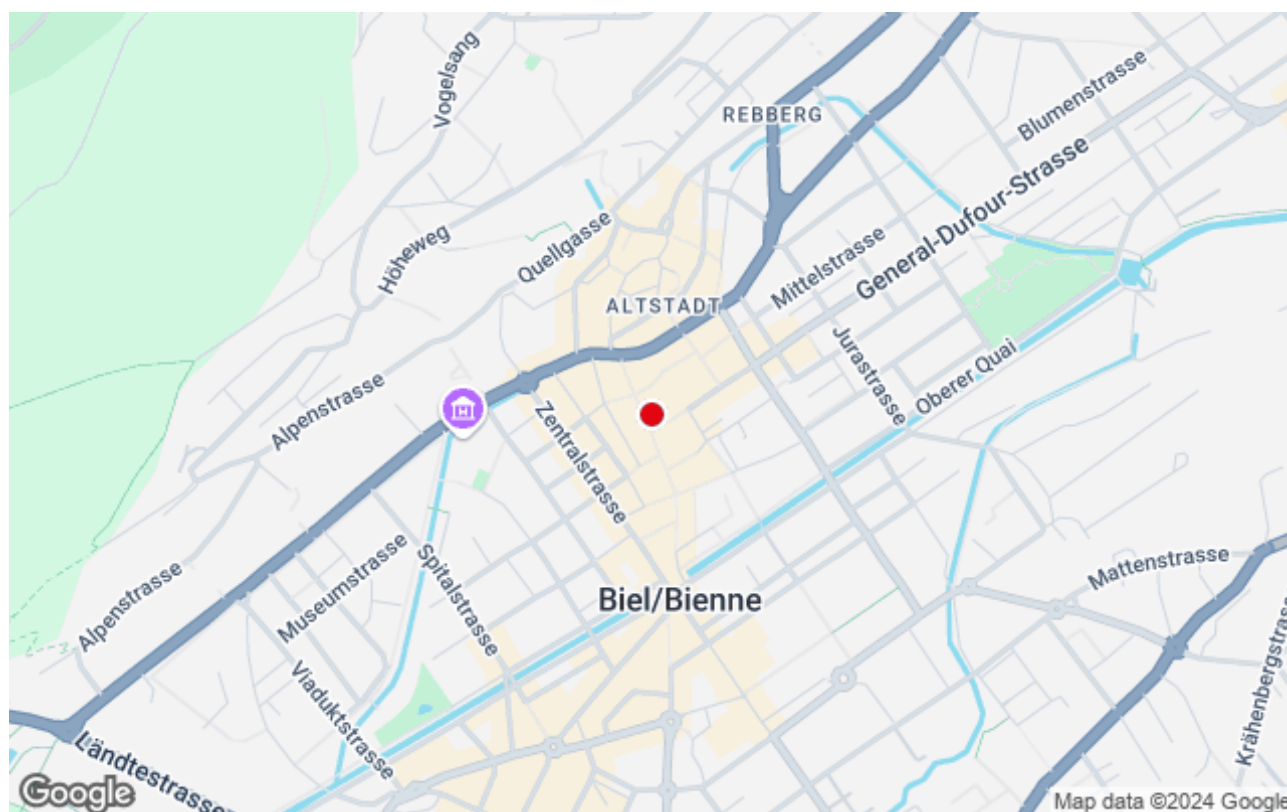 Vogelsang
REBBERG
Blumenstrasse
General-Dufour-Strasse
Höheweg
Quellgasse
Mittelstrasse
ALTSTADT
Jurastrasse
Oberer Quai
Alpenstrasse
Zentralstrasse
Spitalstrasse
Museumstrasse
Mattenstrasse
Alpenstrasse
Biel/Bienne
Viaduktstrasse
Krähenbergstrasse
Ländtestrasse
Google
Map data ©2024 Google